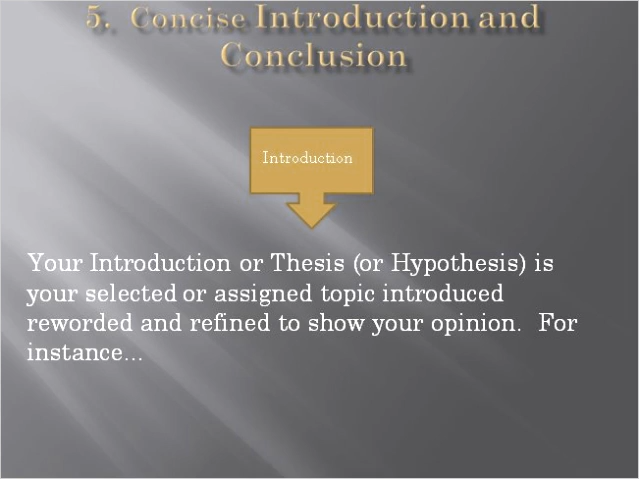 5. Concise Introduction and
Conclusion
Introduction
Your Introduction or Thesis (or Hypothesis) is
your selected or assigned topic introduced
reworded and refined to show your opinion. For
instance...